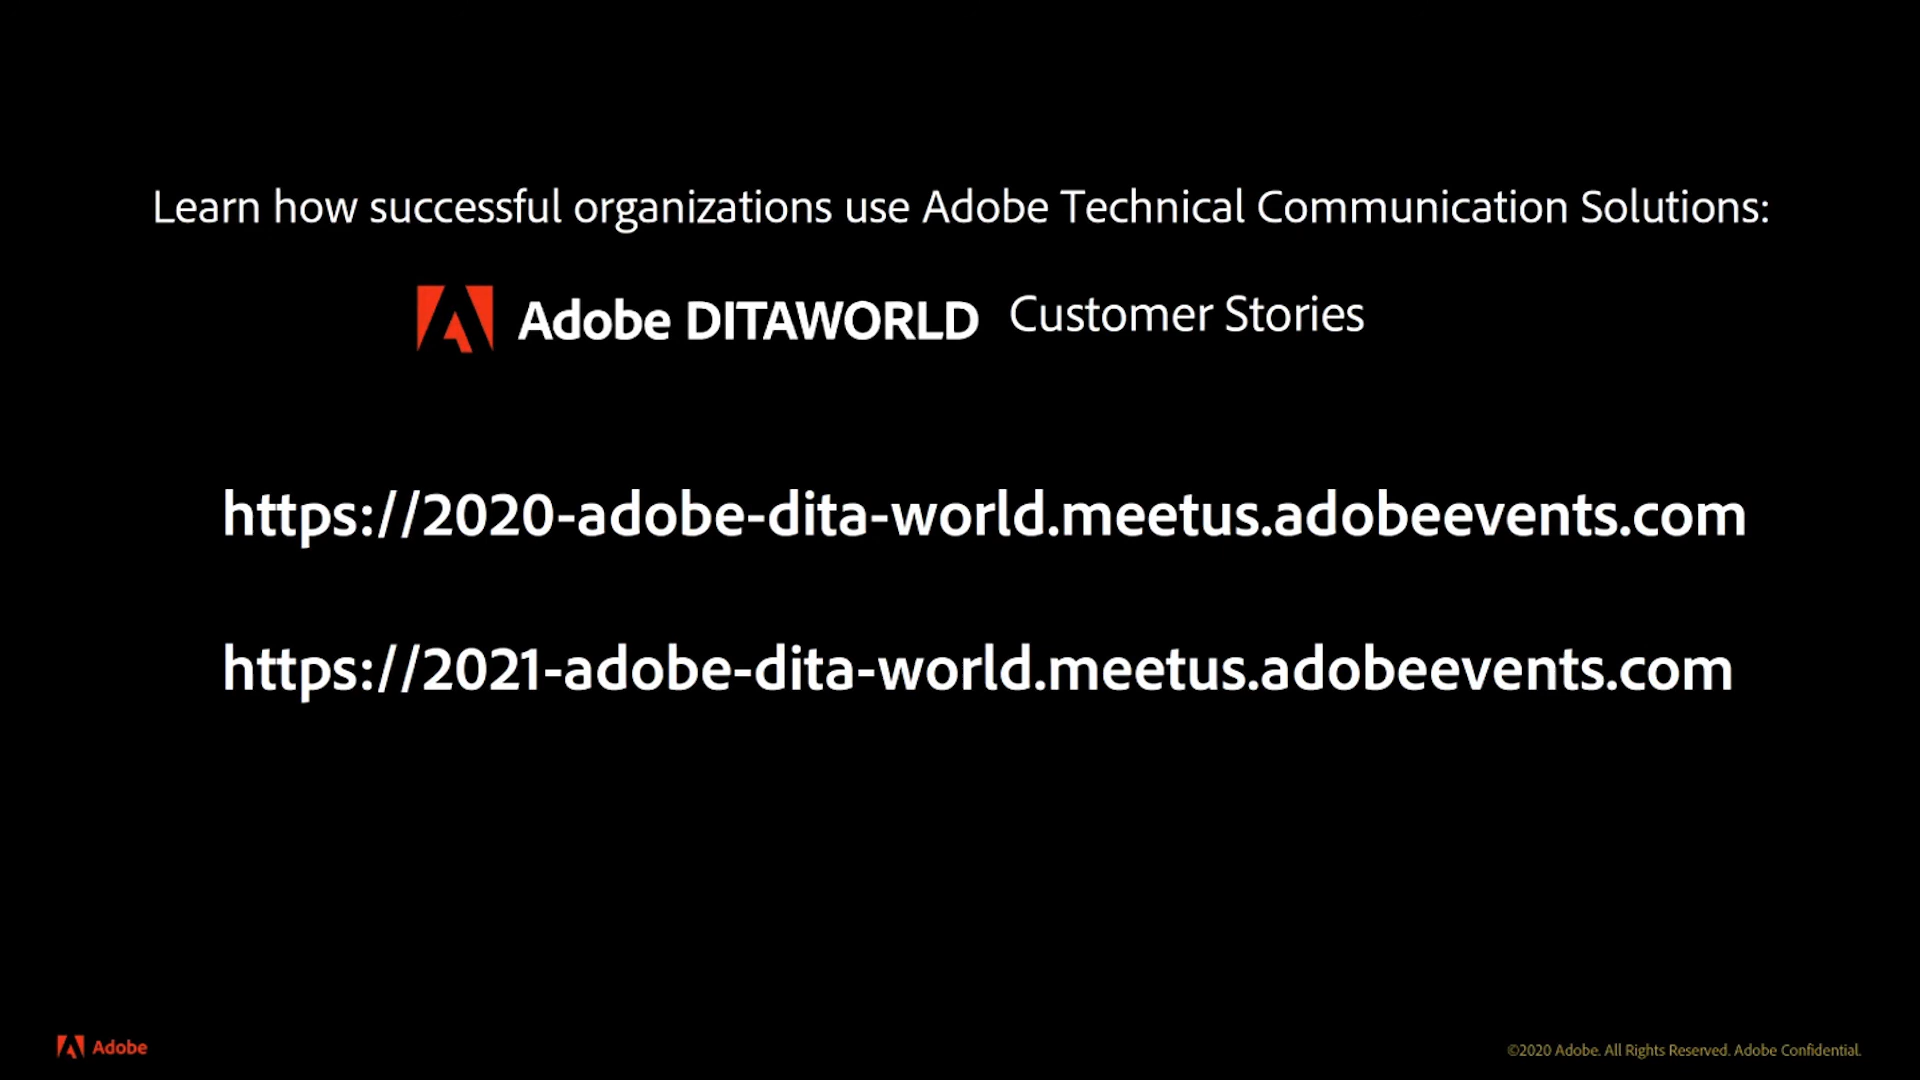 Learn how successful organizations use Adobe Technical Communication Solutions:
Adobe DITAWORLD Customer Stories
https://2020-adobe-dita-world.meetus.adobeevents.com
https://2021-adobe-dita-world.meetus.adobeevents.com
Adobe
©2020 Adobe. All Rights Reserved. Adobe Confidential.